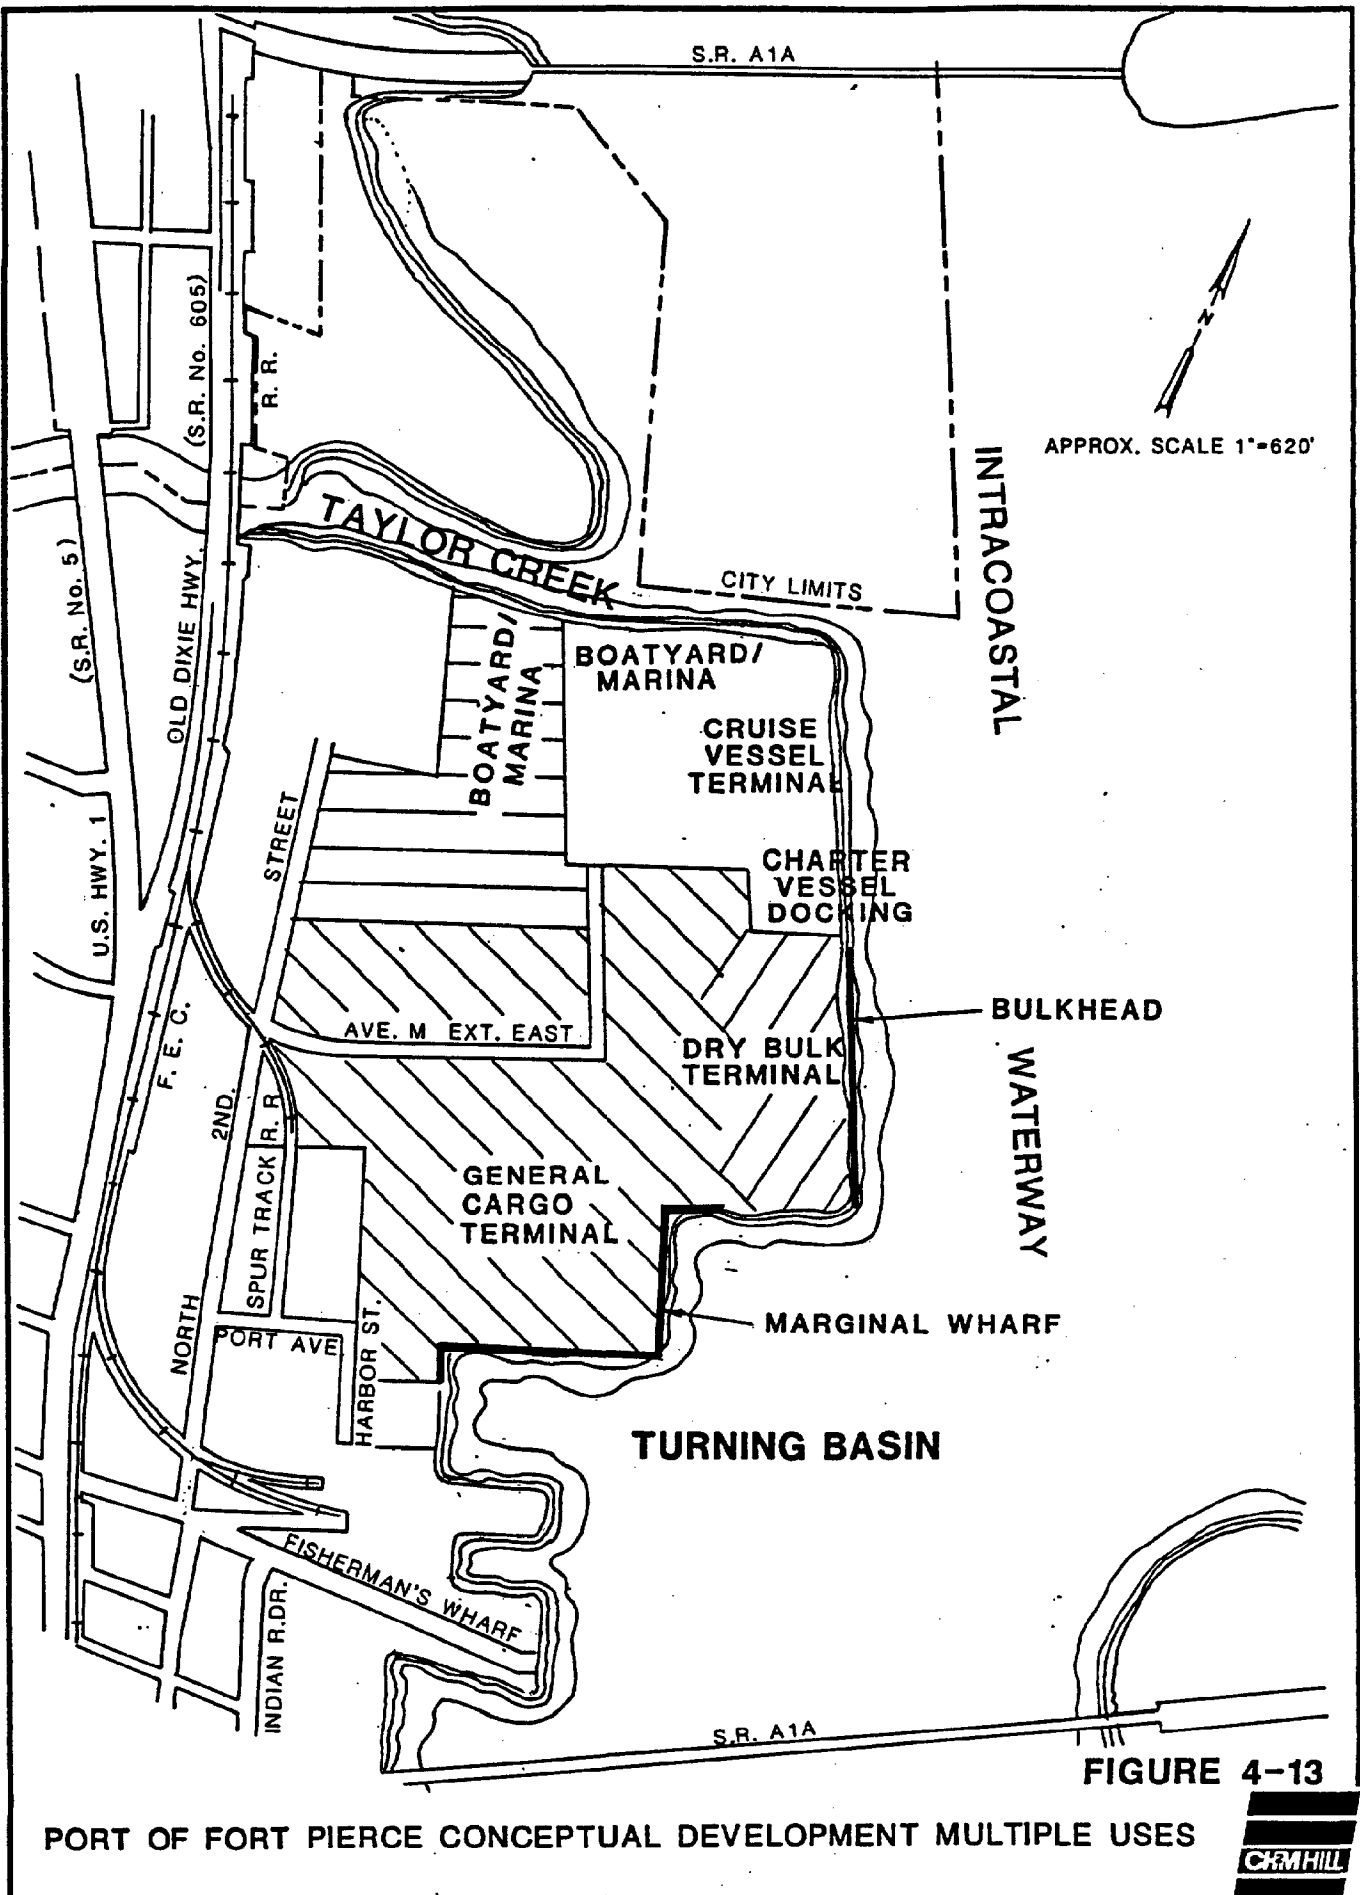 S.R. A1A
(S.R. No. 605)
R. R.
N
APPROX. SCALE 1"=620'
INTRACOASTAL
TAYLOR CREEK
(S.R. No. 5)
OLD DIXIE HWY.
CITY LIMITS
BOATYARD/
MARINA
BOATYARD/
MARINA
CRUISE
VESSEL
TERMINAL
STREET
U.S. HWY. 1
CHARTER
VESSEL
DOCKING
BULKHEAD
AVE. M EXT. EAST
DRY BULK
TERMINAL
F. E. C.
2ND.
SPUR TRACK R. R.
WATERWAY
GENERAL
CARGO
TERMINAL
NORTH
PORT AVE
HARBOR ST.
MARGINAL WHARF
TURNING BASIN
FISHERMAN'S WHARF
INDIAN R.DR.
S.R. A1A
FIGURE 4-13
PORT OF FORT PIERCE CONCEPTUAL DEVELOPMENT MULTIPLE USES
CH2M HILL